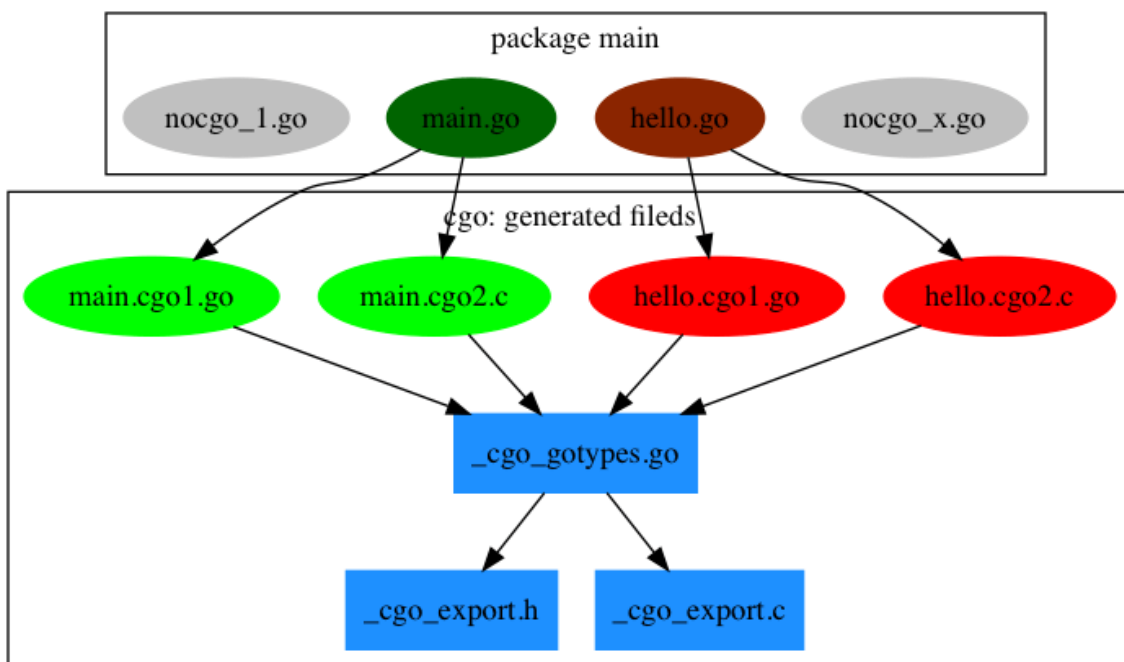 package main
nocgo_1.go
main.go
hello.go
nocgo_x.go
cgo: generated fileds
main.cgo1.go
main.cgo2.c
hello.cgo1.go
hello.cgo2.c
_cgo_gotypes.go
_cgo_export.h
_cgo_export.c